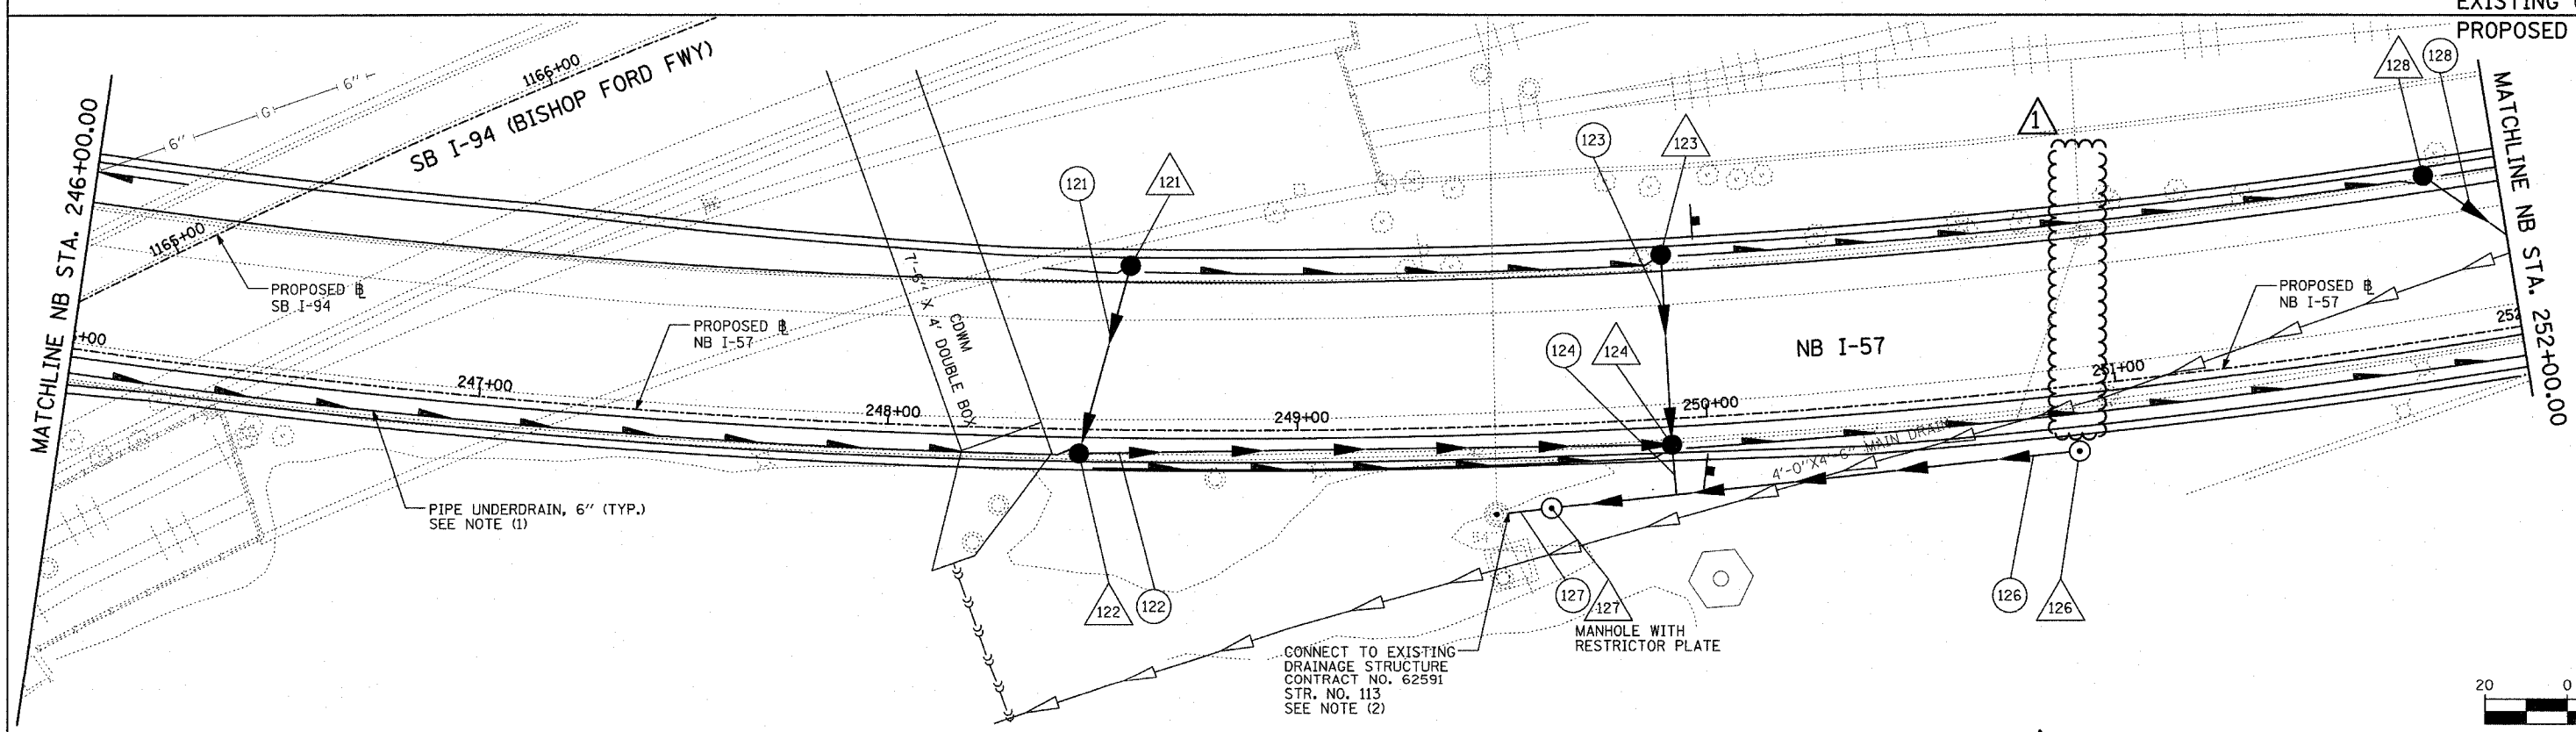 PROPOSED
MATCHLINE NB STA. 246+00.00
6"
G
6"
1166+00
SB I-94 (BISHOP FORD FWY)
1165+00
PROPOSED ℄
SB I-94
+00
PROPOSED ℄
NB I-57
247+00
248+00
249+00
250+00
251+00
7'-6" X 4' DOUBLE BOX
CDWM
121
121
123
123
1
128
128
124
124
NB I-57
PROPOSED ℄
NB I-57
MATCHLINE NB STA. 252+00.00
4'-0"X4'-6" MAIN DRAIN
PIPE UNDERDRAIN, 6" (TYP.)
SEE NOTE (1)
122
122
127
127
MANHOLE WITH
RESTRICTOR PLATE
126
126
CONNECT TO EXISTING
DRAINAGE STRUCTURE
CONTRACT NO. 62591
STR. NO. 113
SEE NOTE (2)
20
0